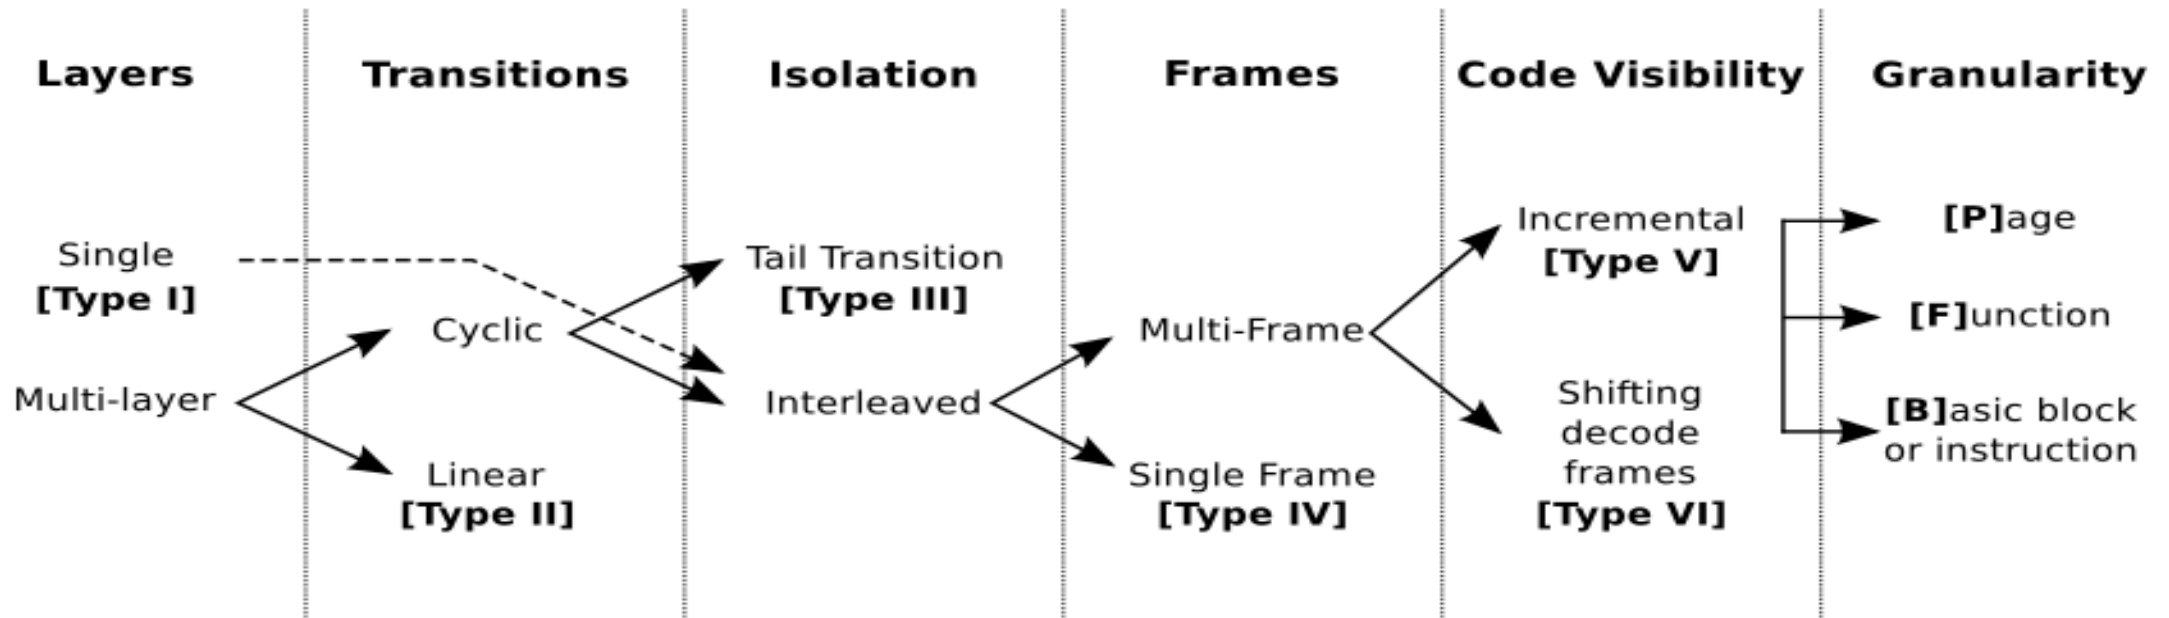 Layers
Transitions
Isolation
Frames
Code Visibility
Granularity
Single
[Type I]
Multi-layer
Cyclic
Linear
[Type II]
Tail Transition
[Type III]
Interleaved
Multi-Frame
Single Frame
[Type IV]
Incremental
[Type V]
Shifting
decode
frames
[Type VI]
[P]age
[F]unction
[B]asic block
or instruction